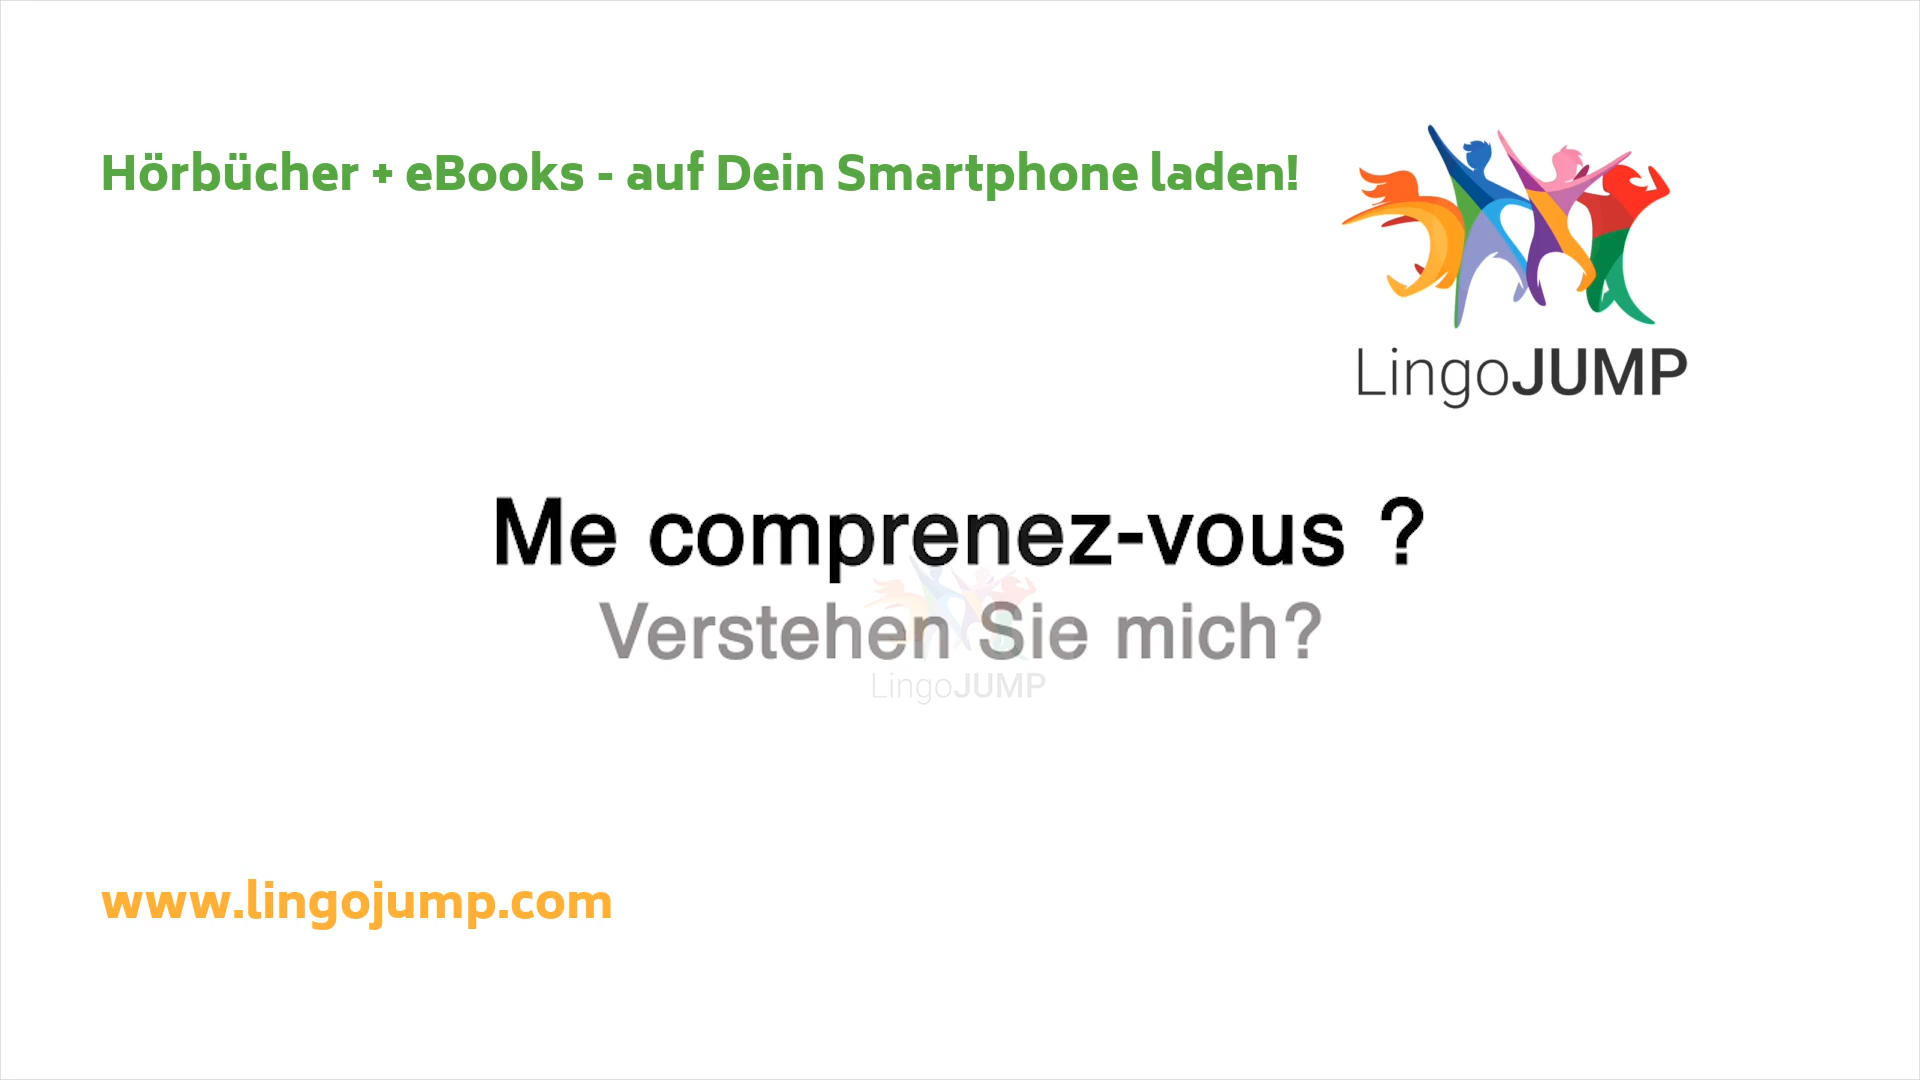 Hörbücher + eBooks - auf Dein Smartphone laden!
LingoJUMP
Me comprenez-vous ?
Verstehen Sie mich?
LingoJUMP
www.lingojump.com